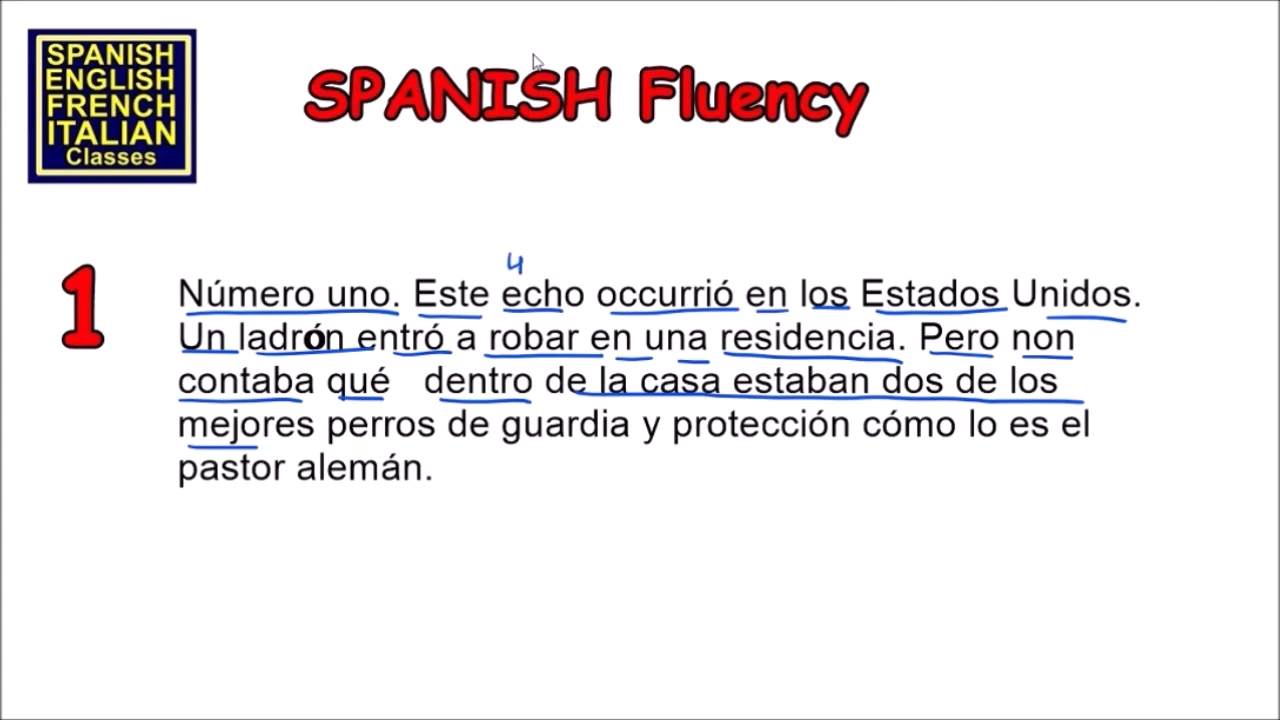 SPANISH
ENGLISH
FRENCH
ITALIAN
Classes
SPANISH Fluency
4
1
Número uno. Este echo occurrió en los Estados Unidos.
Un ladrón entró a robar en una residencia. Pero non
contaba qué dentro de la casa estaban dos de los
mejores perros de guardia y protección cómo lo es el
pastor alemán.